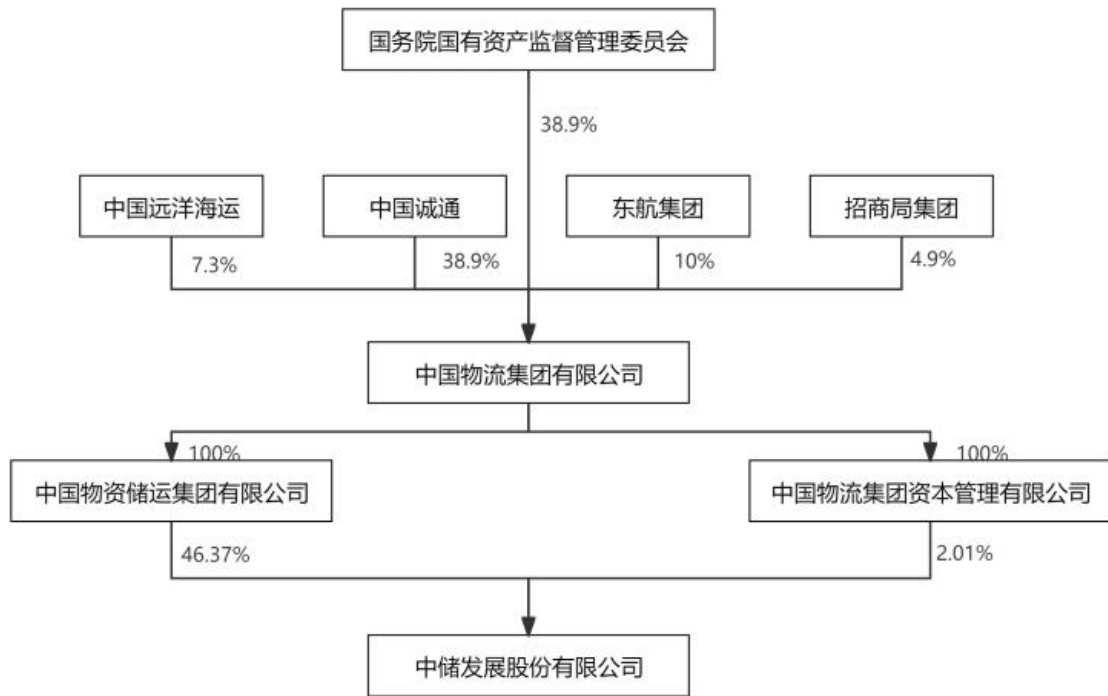 国务院国有资产监督管理委员会
38.9%
中国远洋海运
中国诚通
东航集团
招商局集团
7.3%
38.9%
10%
4.9%
中国物流集团有限公司
100%
100%
中国物资储运集团有限公司
中国物流集团资本管理有限公司
46.37%
2.01%
中储发展股份有限公司